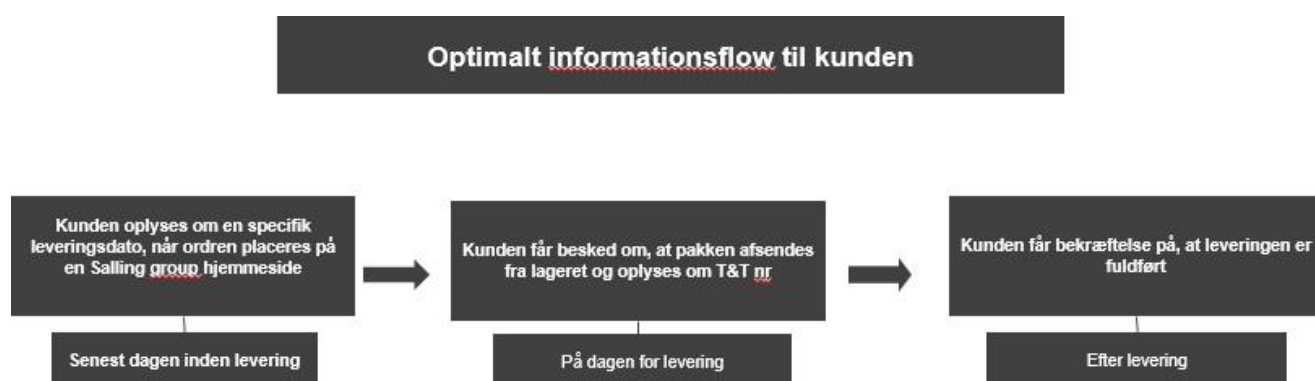 Optimalt informationsflow til kunden
Kunden oplyses om en specifik
leveringsdato, når ordren placeres på
en Salling group hjemmeside
Kunden får besked om, at pakken afsendes
fra lageret og oplyses om T&T nr
Kunden får bekræftelse på, at leveringen er
fuldført
Senest dagen inden levering
På dagen for levering
Efter levering